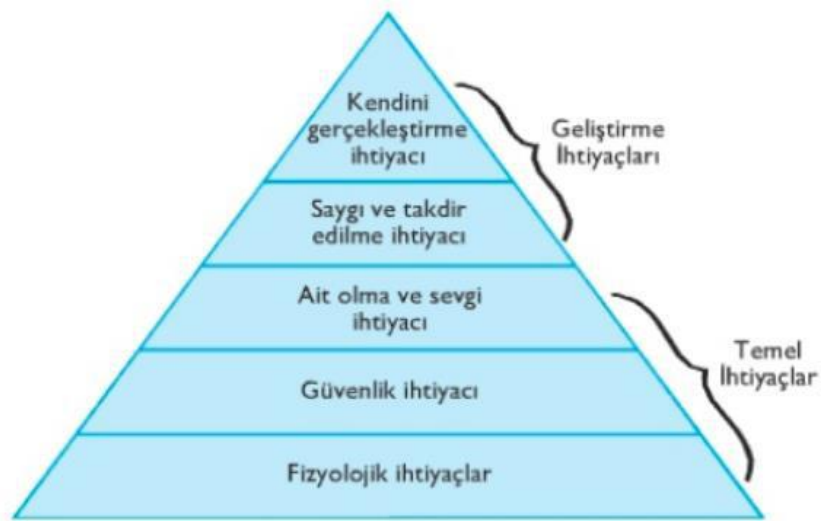 Kendini
gerçekleştirme
ihtiyacı
Geliştirme
İhtiyaçları
Saygı ve takdir
edilme ihtiyacı
Ait olma ve sevgi
ihtiyacı
Temel
İhtiyaçlar
Güvenlik ihtiyacı
Fizyolojik ihtiyaçlar